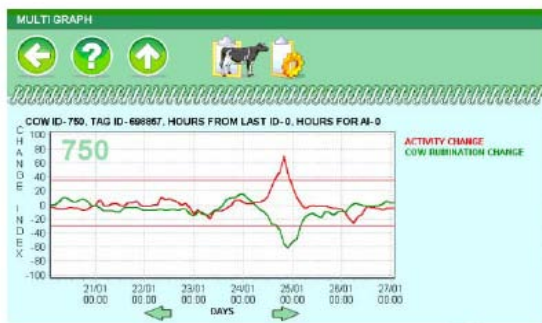 MULTI GRAPH
?
COW ID-750, TAG ID-698867, HOURS FROM LAST ID-0, HOURS FOR AI-0
CHANGE INDEX
750
100
80
60
40
20
0
-20
-40
-60
-80
-100
ACTIVITY CHANGE
COW RUMINATION CHANGE
21/01 22/01 23/01 24/01 25/01 26/01 27/01
00:00 00:00 00:00 00:00 00:00 00:00 00:00
DAYS